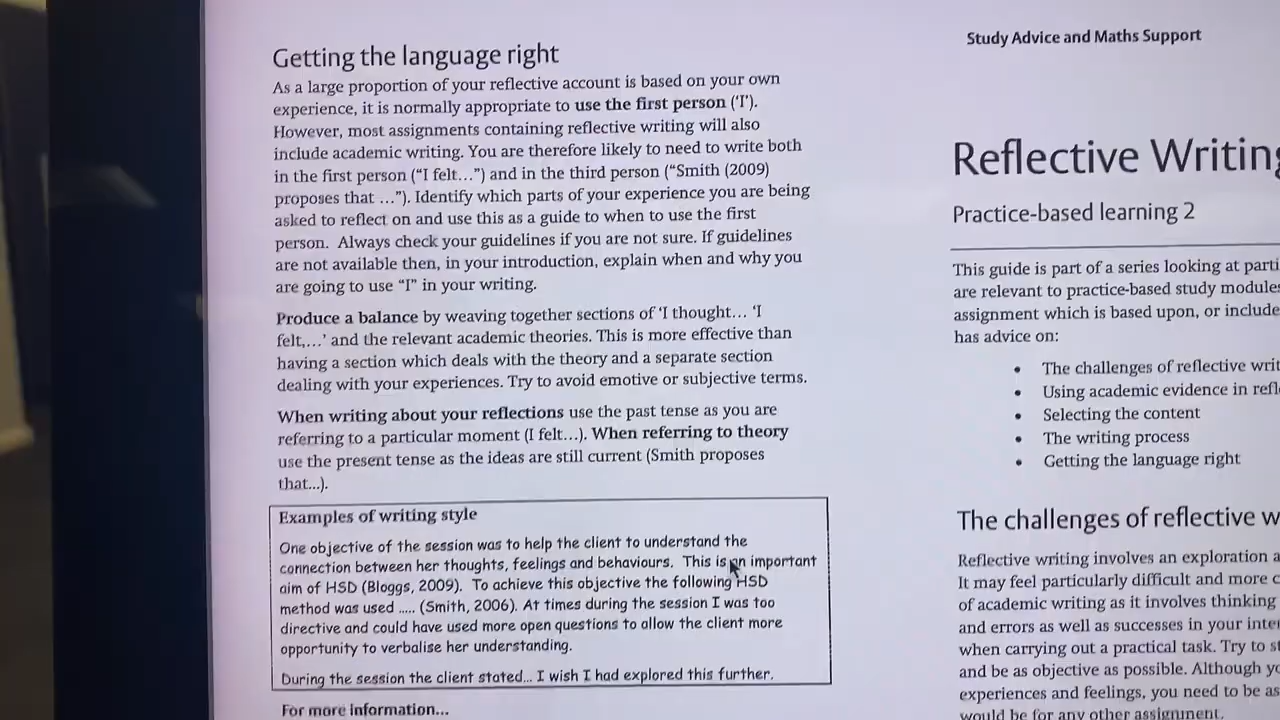 Getting the language right
As a large proportion of your reflective account is based on your own
experience, it is normally appropriate to use the first person ('I').
However, most assignments containing reflective writing will also
include academic writing. You are therefore likely to need to write both
in the first person (“I felt…”) and in the third person (“Smith (2009)
proposes that …”). Identify which parts of your experience you are being
asked to reflect on and use this as a guide to when to use the first
person. Always check your guidelines if you are not sure. If guidelines
are not available then, in your introduction, explain when and why you
are going to use “I” in your writing.
Produce a balance by weaving together sections of 'I thought… 'I
felt,…' and the relevant academic theories. This is more effective than
having a section which deals with the theory and a separate section
dealing with your experiences. Try to avoid emotive or subjective terms.
When writing about your reflections use the past tense as you are
referring to a particular moment (I felt…). When referring to theory
use the present tense as the ideas are still current (Smith proposes
that...).
Examples of writing style
One objective of the session was to help the client to understand the
connection between her thoughts, feelings and behaviours. This is an important
aim of HSD (Bloggs, 2009). To achieve this objective the following HSD
method was used ..... (Smith, 2006). At times during the session I was too
directive and could have used more open questions to allow the client more
opportunity to verbalise her understanding.
During the session the client stated… I wish I had explored this further.
For more information...
Study Advice and Maths Support
Reflective Writing
Practice-based learning 2
This guide is part of a series looking at parti
are relevant to practice-based study modules
assignment which is based upon, or include
has advice on:
• The challenges of reflective writ
• Using academic evidence in refl
• Selecting the content
• The writing process
• Getting the language right
The challenges of reflective w
Reflective writing involves an exploration a
It may feel particularly difficult and more c
of academic writing as it involves thinking
and errors as well as successes in your inte
when carrying out a practical task. Try to st
and be as objective as possible. Although yo
experiences and feelings, you need to be as
would be for any other assignment.